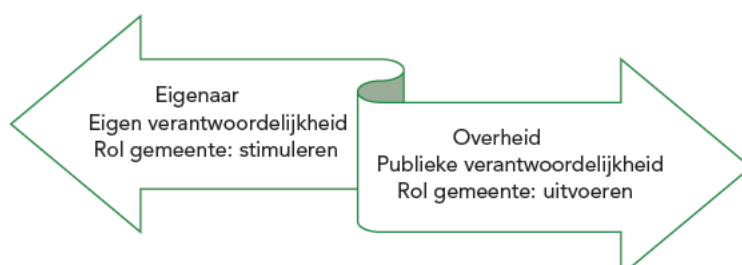 Eigenaar
Eigen verantwoordelijkheid
Rol gemeente: stimuleren
Overheid
Publieke verantwoordelijkheid
Rol gemeente: uitvoeren